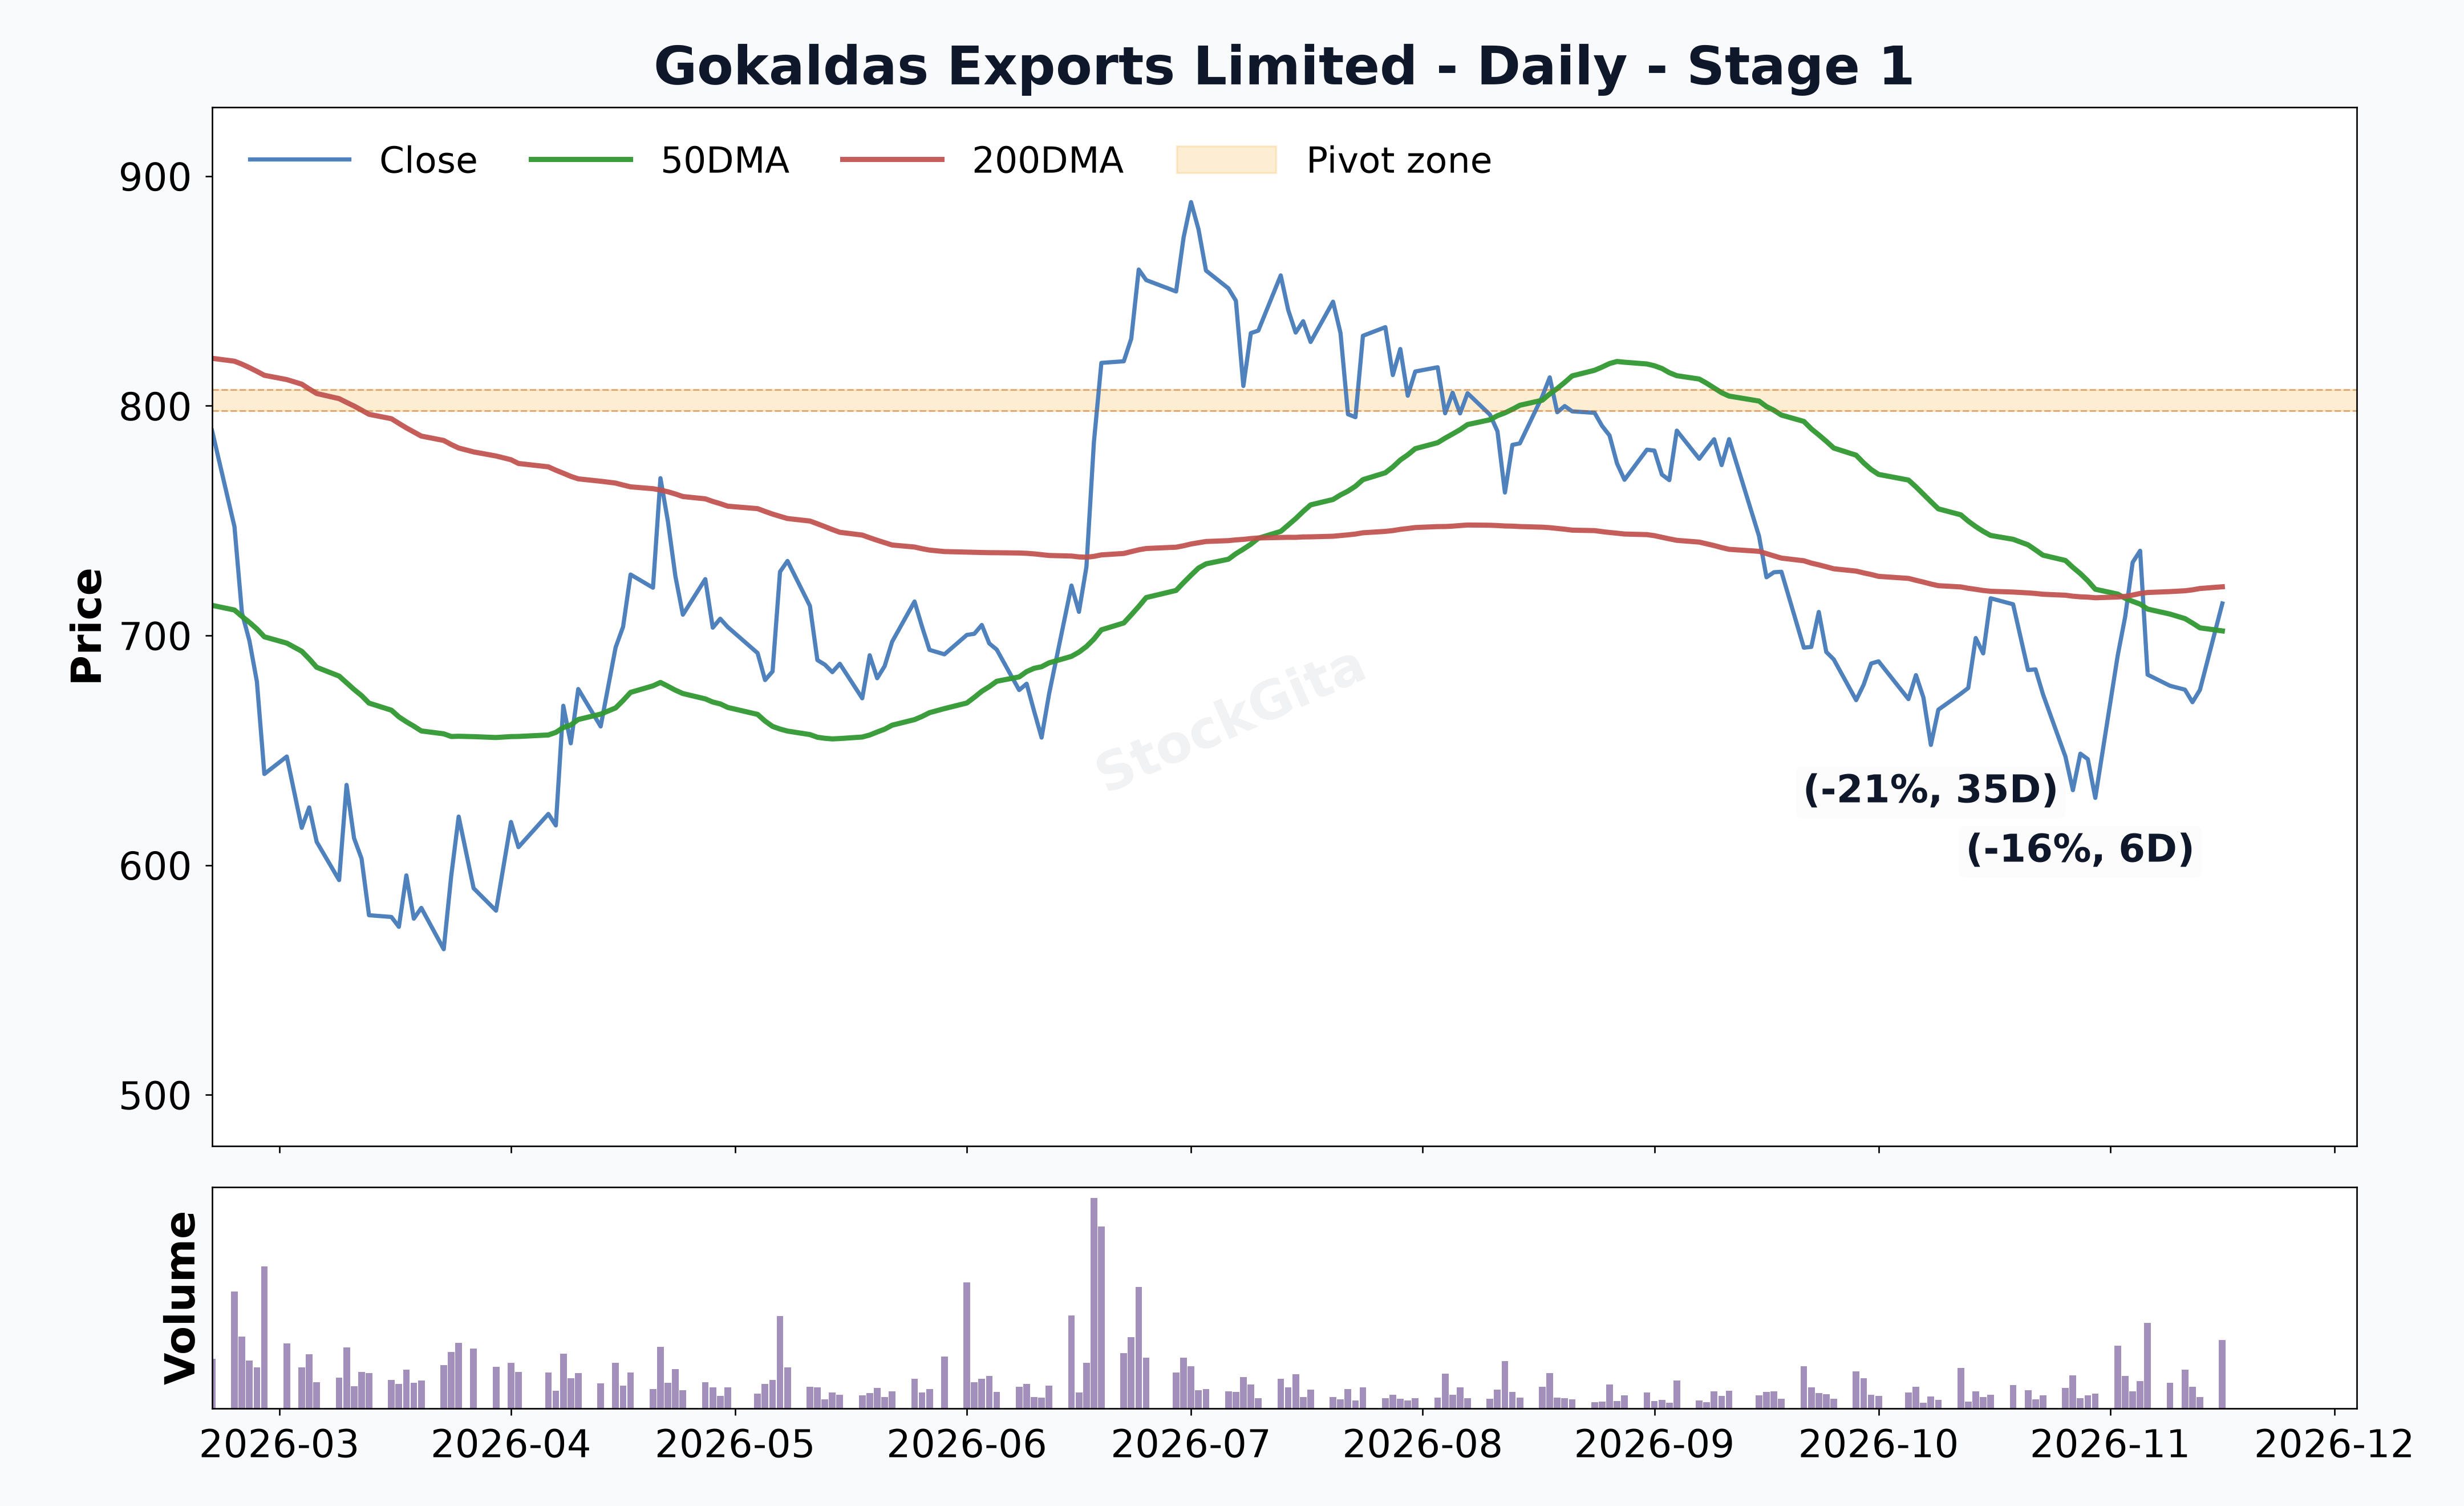 Gokaldas Exports Limited - Daily - Stage 1
Close 50DMA 200DMA Pivot zone
900
800
700
600
500
Price
StockGita
(-21%, 35D)
(-16%, 6D)
Volume
2026-03 2026-04 2026-05 2026-06 2026-07 2026-08 2026-09 2026-10 2026-11 2026-12